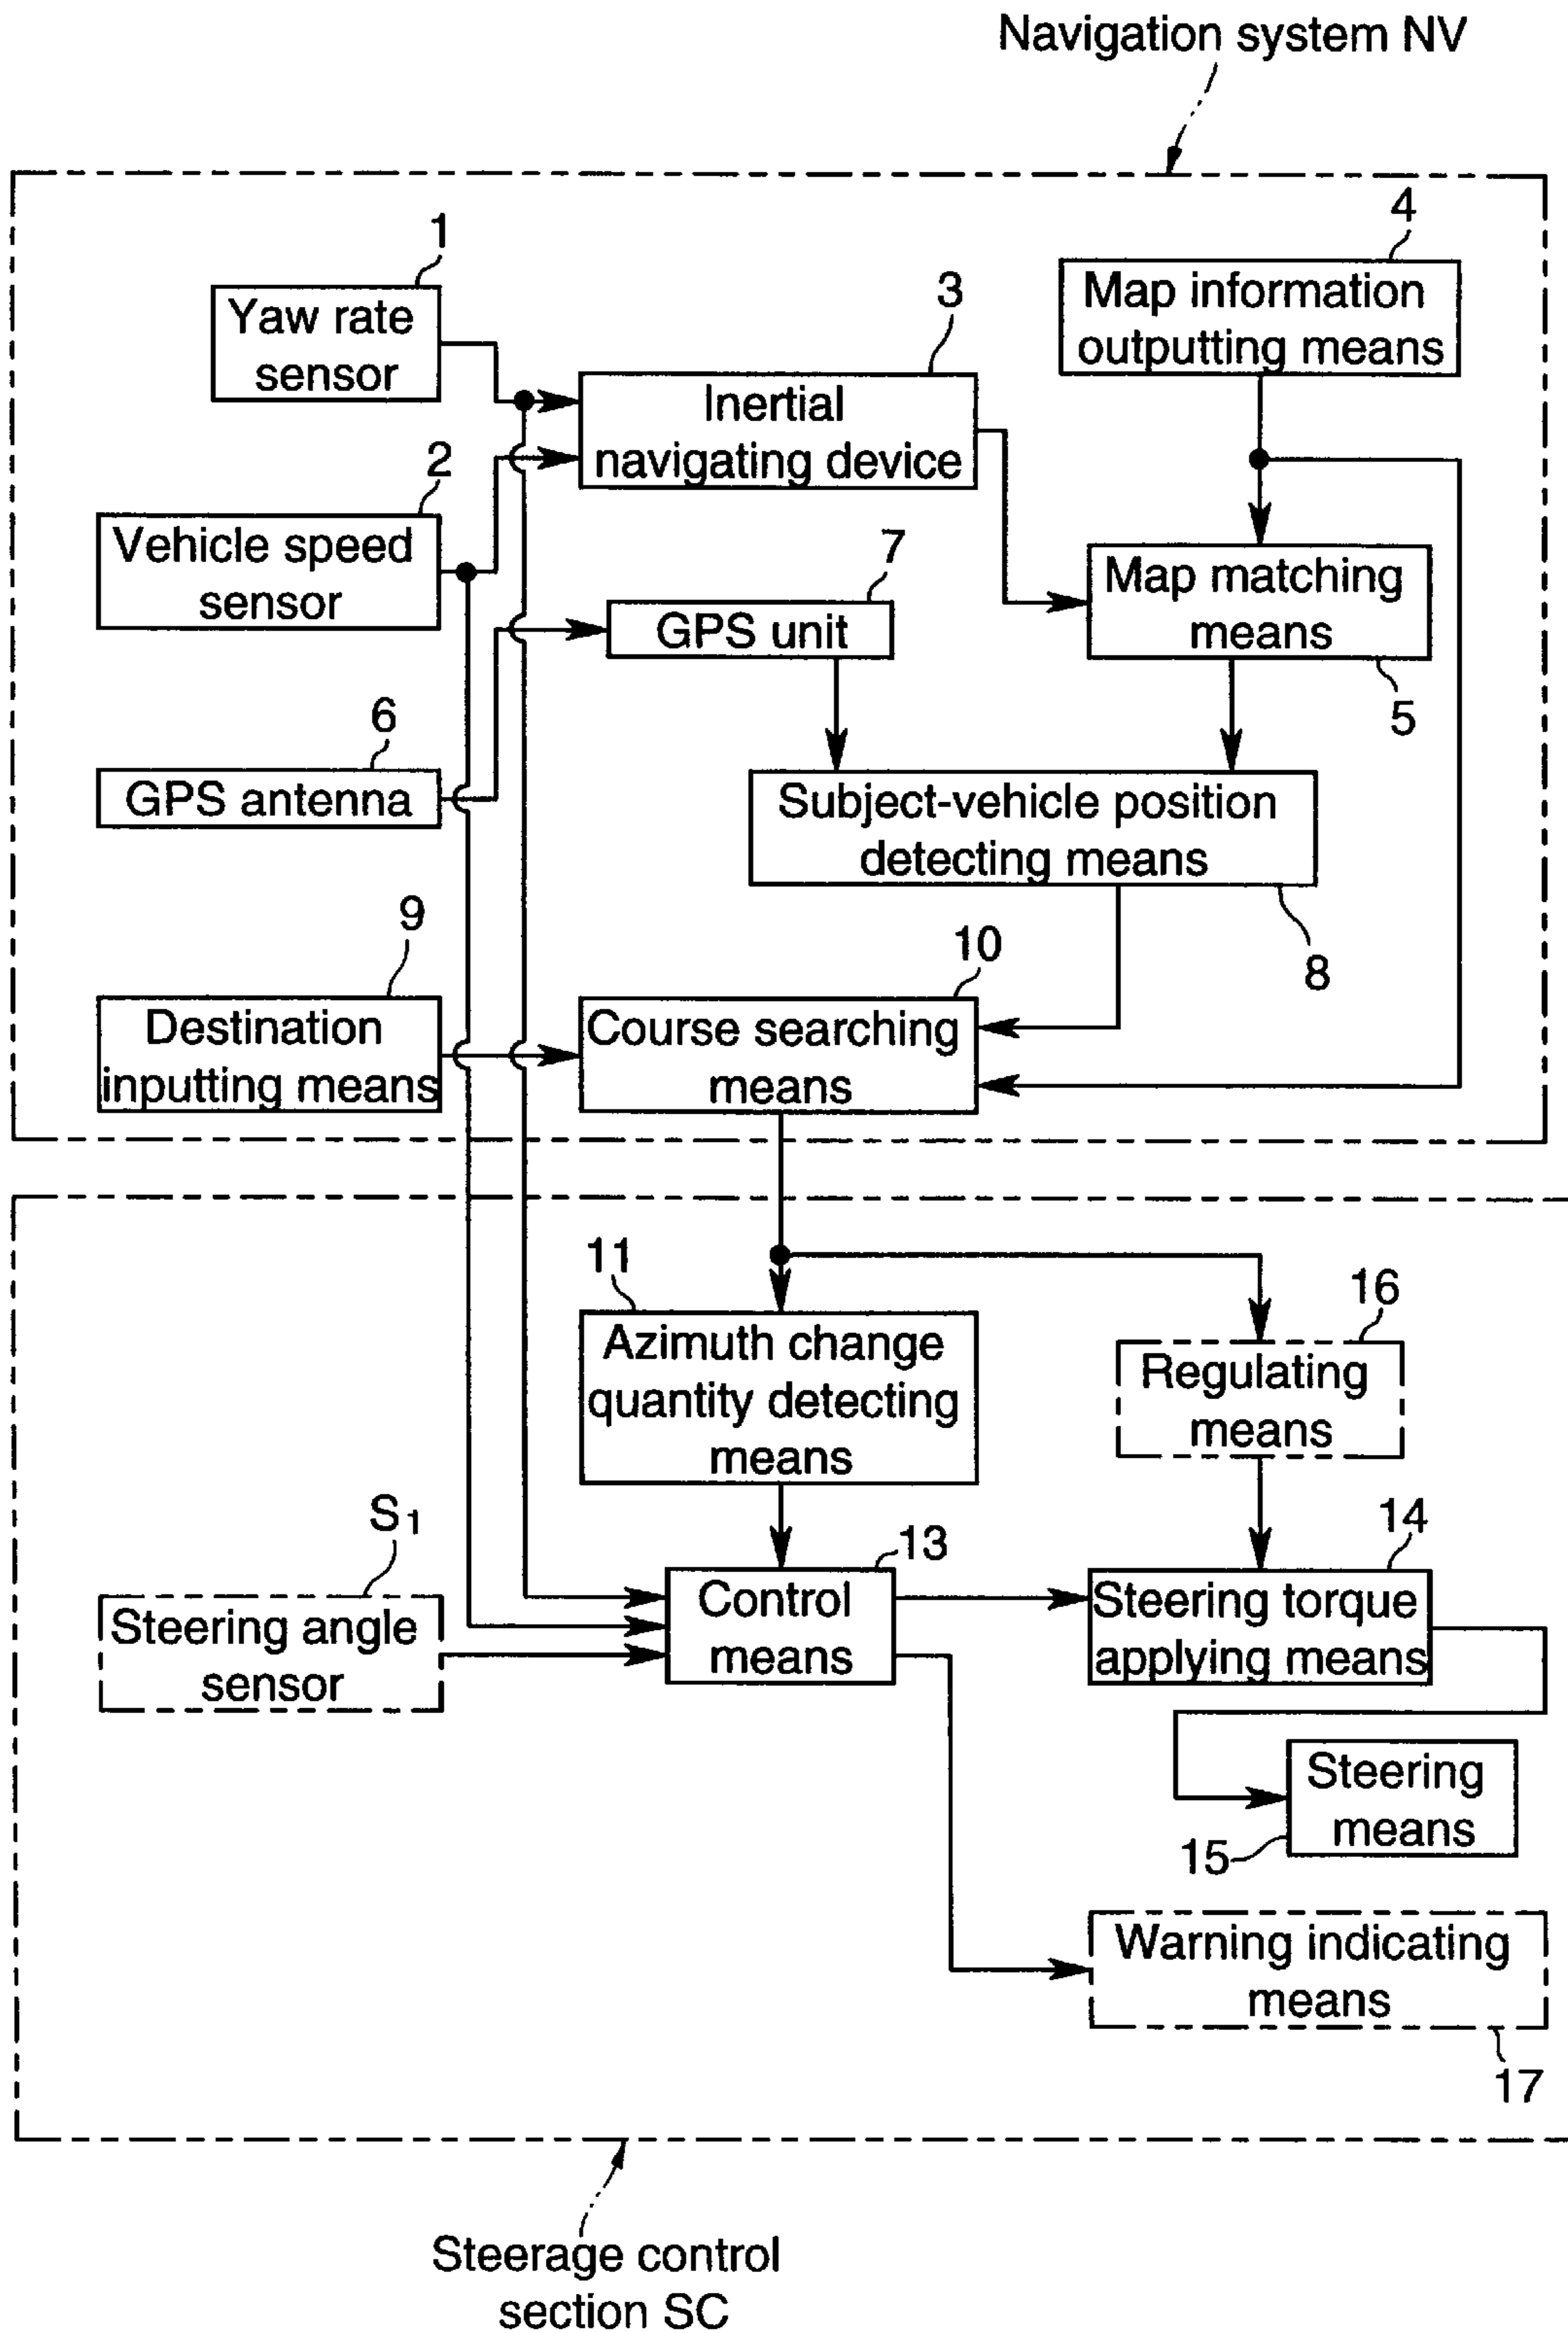 Navigation system NV
4
1
Map information
outputting means
3
Yaw rate
sensor
Inertial
navigating device
2
Vehicle speed
sensor
7
Map matching
means
GPS unit
5
6
GPS antenna
Subject-vehicle position
detecting means
9
10
8
Destination
inputting means
Course searching
means
11
16
Azimuth change
quantity detecting
means
Regulating
means
S1
13
14
Control
means
Steering torque
applying means
Steering angle
sensor
Steering
means
15
Warning indicating
means
17
Steerage control
section SC